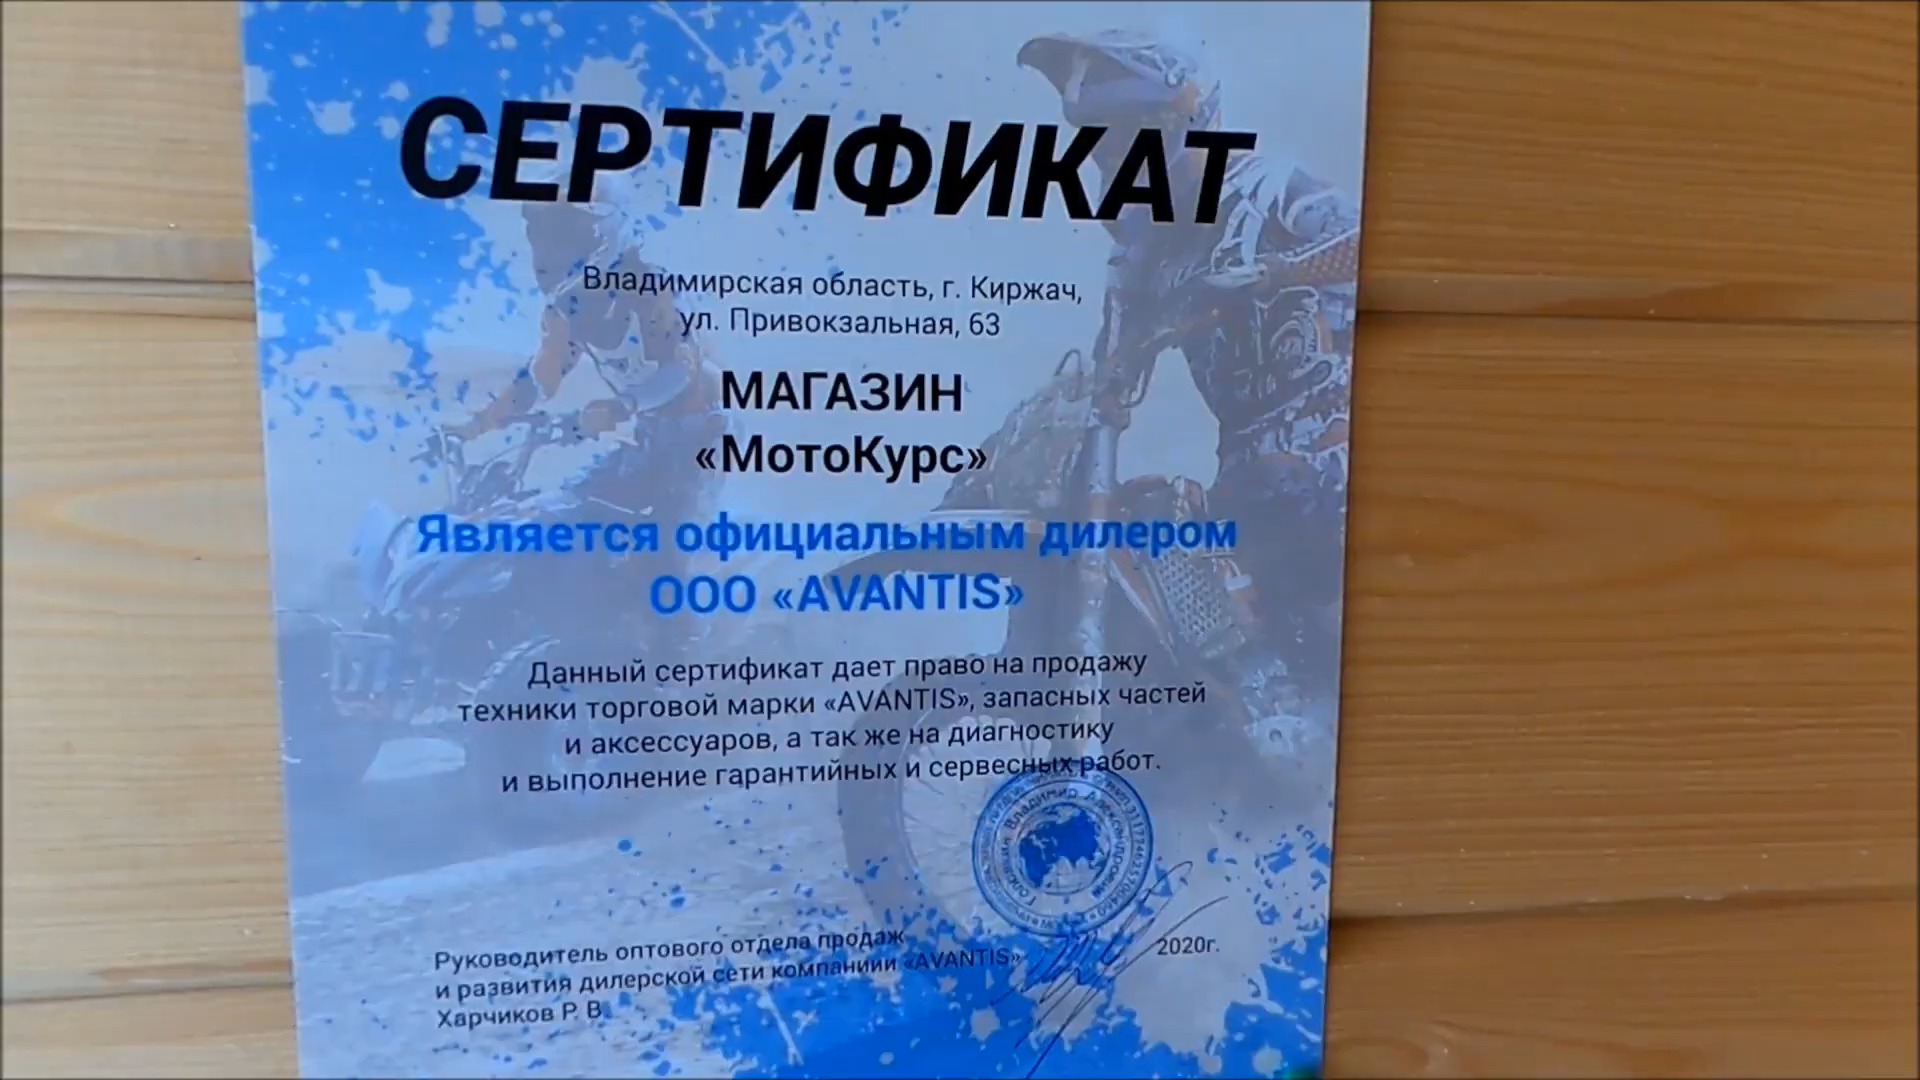 СЕРТИФИКАТ
Владимирская область, г. Киржач,
ул. Привокзальная, 63
МАГАЗИН
«МотоКурс»
Является официальным дилером
ООО «AVANTIS»
Данный сертификат дает право на продажу
техники торговой марки «AVANTIS», запасных частей
и аксессуаров, а так же на диагностику
и выполнение гарантийных и сервесных работ.
Владимир Александрович
Руководитель оптового отдела продаж
и развития дилерской сети компаниии «AVANTIS»
Харчиков Р. В.
2020г.